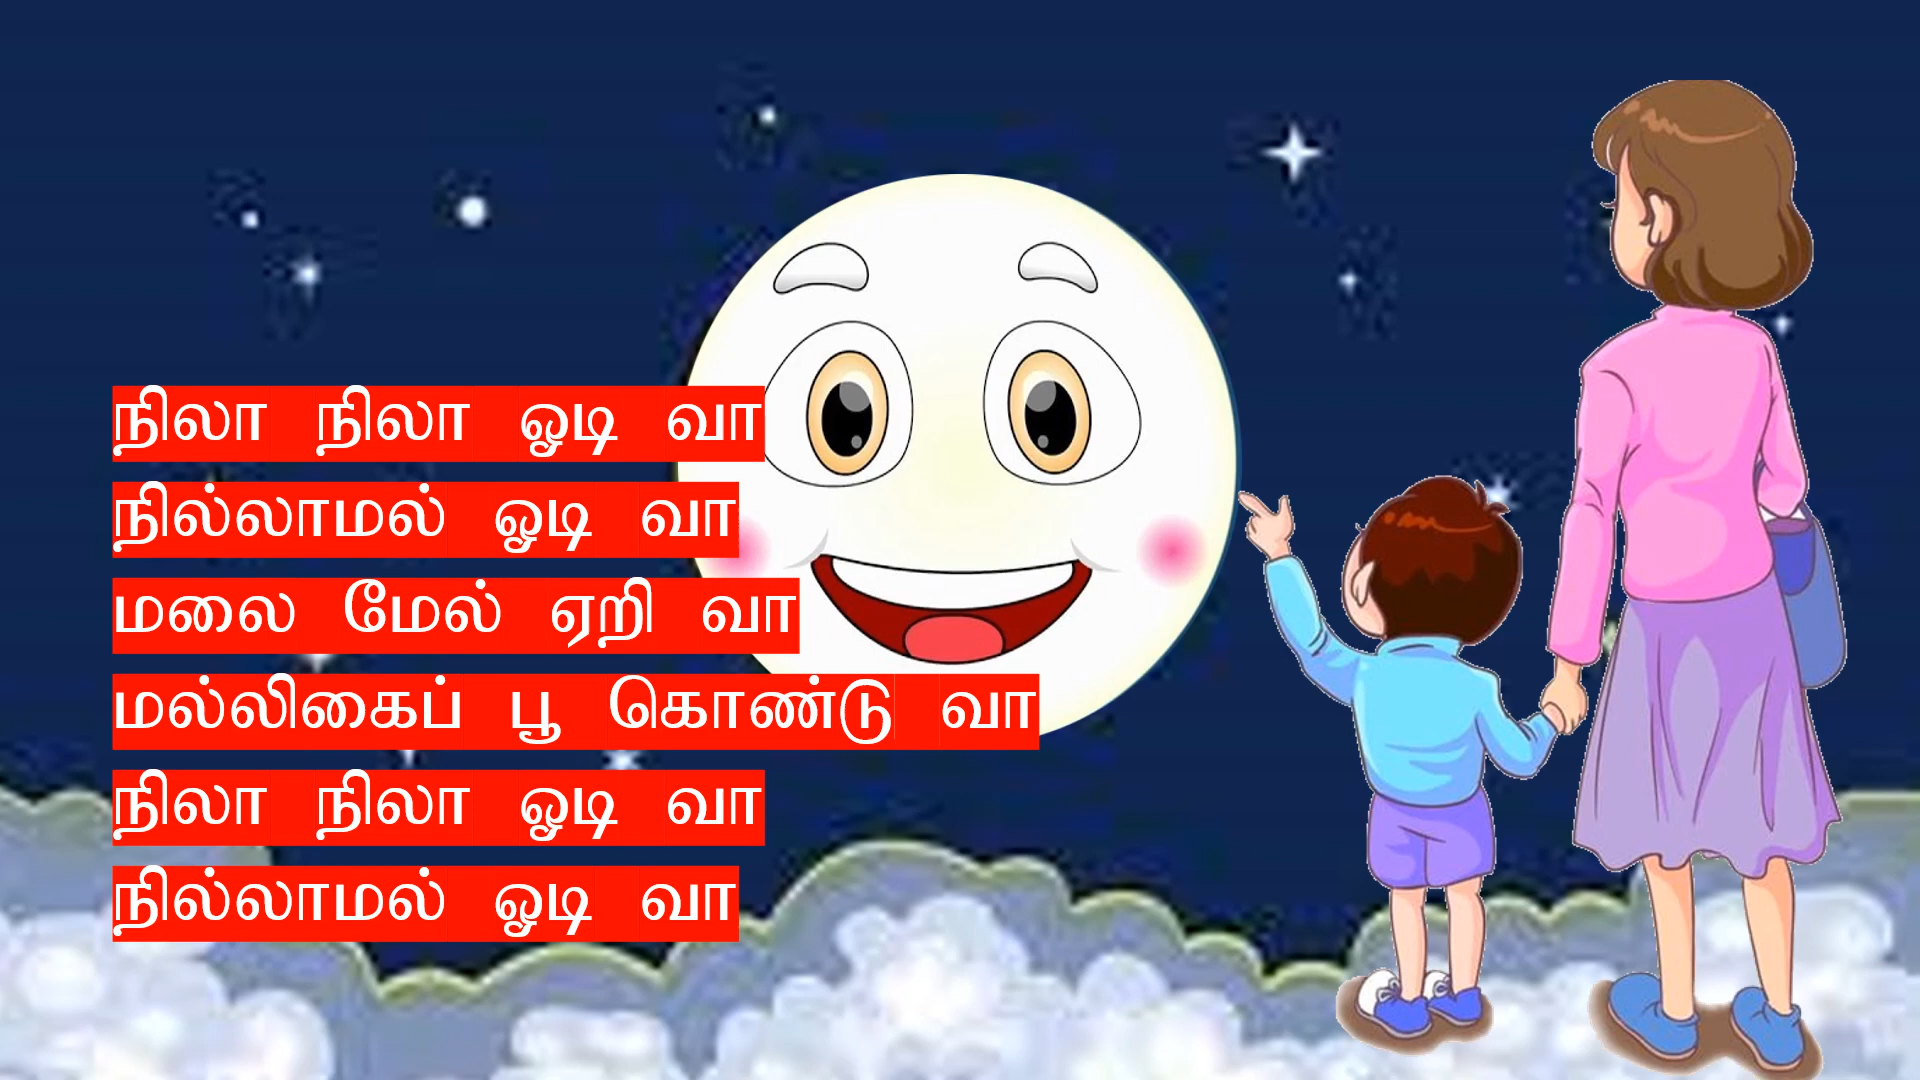 நிலா நிலா ஓடி வா
நில்லாமல் ஓடி வா
மலை மேல் ஏறி வா
மல்லிகைப் பூ கொண்டு வா
நிலா நிலா ஓடி வா
நில்லாமல் ஓடி வா